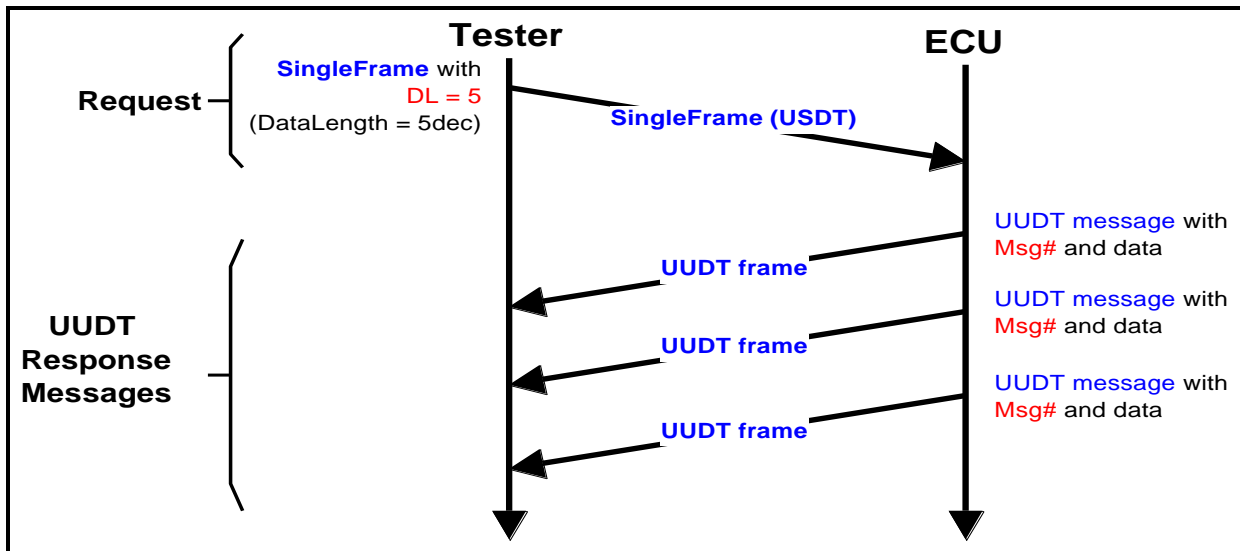 Tester
ECU
Request
SingleFrame with
DL = 5
(DataLength = 5dec)
SingleFrame (USDT)
UUDT
Response
Messages
UUDT message with
Msg# and data
UUDT frame
UUDT message with
Msg# and data
UUDT frame
UUDT message with
Msg# and data
UUDT frame